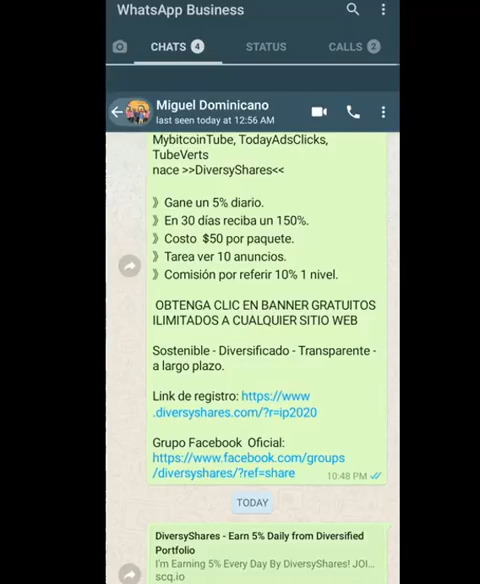 WhatsApp Business
CHATS 4 STATUS CALLS 2
Miguel Dominicano
last seen today at 12:56 AM
MybitcoinTube, TodayAdsClicks,
TubeVerts
nace >>DiversyShares<<
》Gane un 5% diario.
》En 30 días reciba un 150%.
》Costo $50 por paquete.
》Tarea ver 10 anuncios.
》Comisión por referir 10% 1 nivel.
OBTENGA CLIC EN BANNER GRATUITOS
ILIMITADOS A CUALQUIER SITIO WEB
Sostenible - Diversificado - Transparente -
a largo plazo.
Link de registro: https://www
.diversyshares.com/?r=ip2020
Grupo Facebook Oficial:
https://www.facebook.com/groups
/diversyshares/?ref=share
10:48 PM
TODAY
DiversyShares - Earn 5% Daily from Diversified
Portfolio
I'm Earning 5% Every Day By DiversyShares! JOI...
scq.io